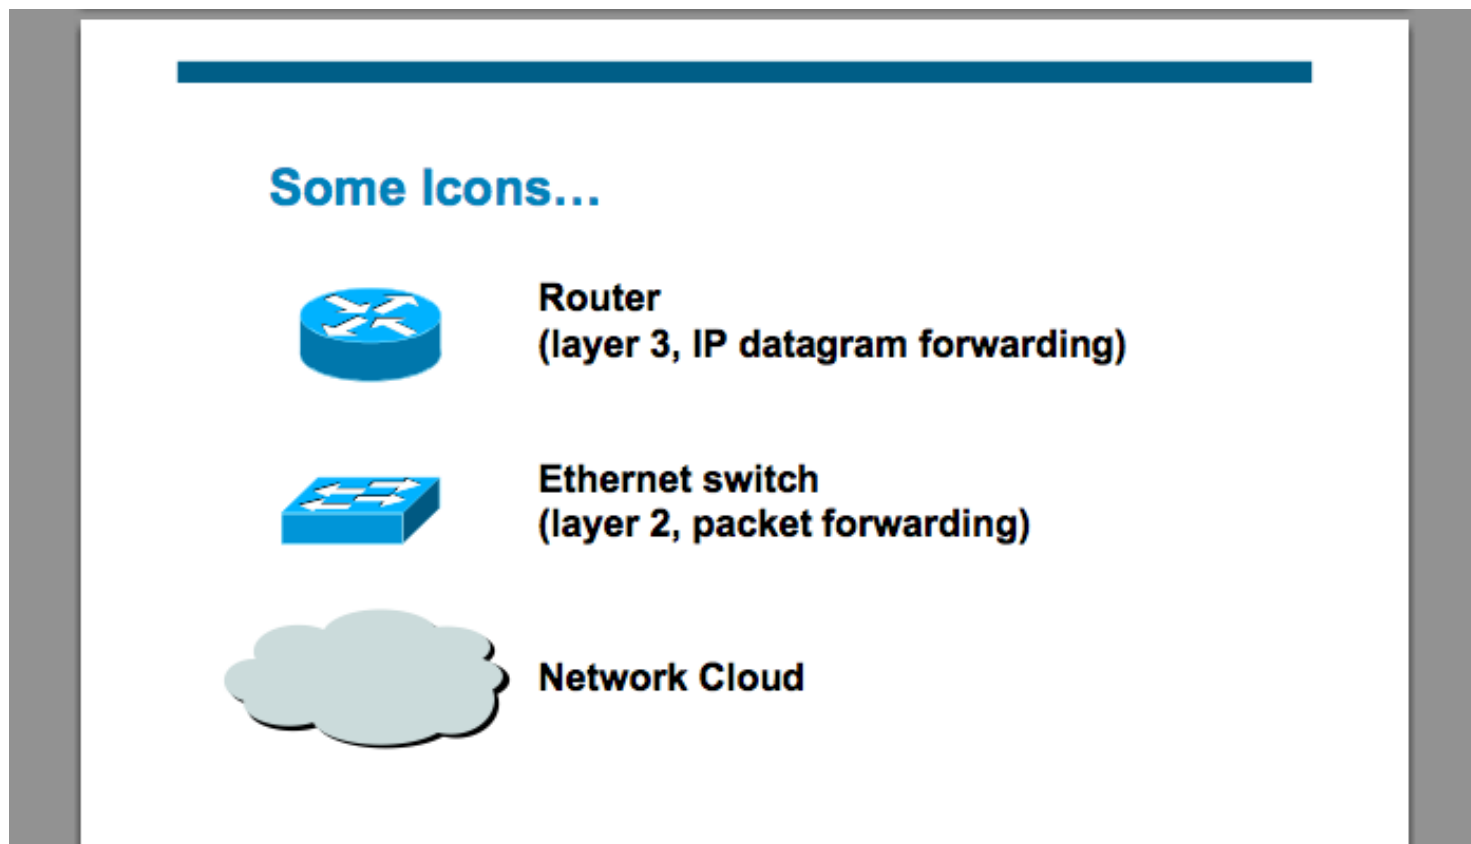 Some Icons…
Router
(layer 3, IP datagram forwarding)
Ethernet switch
(layer 2, packet forwarding)
Network Cloud